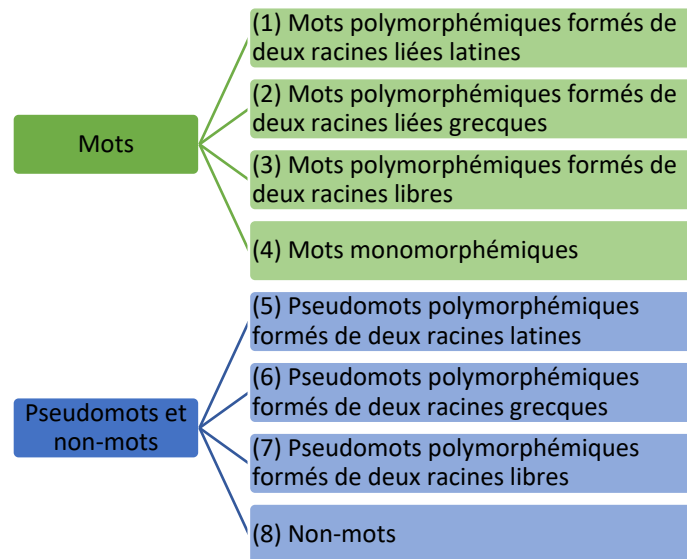 Mots
(1) Mots polymorphémiques formés de
deux racines liées latines
(2) Mots polymorphémiques formés de
deux racines liées grecques
(3) Mots polymorphémiques formés de
deux racines libres
(4) Mots monomorphémiques
Pseudomots et
non-mots
(5) Pseudomots polymorphémiques
formés de deux racines latines
(6) Pseudomots polymorphémiques
formés de deux racines grecques
(7) Pseudomots polymorphémiques
formés de deux racines libres
(8) Non-mots